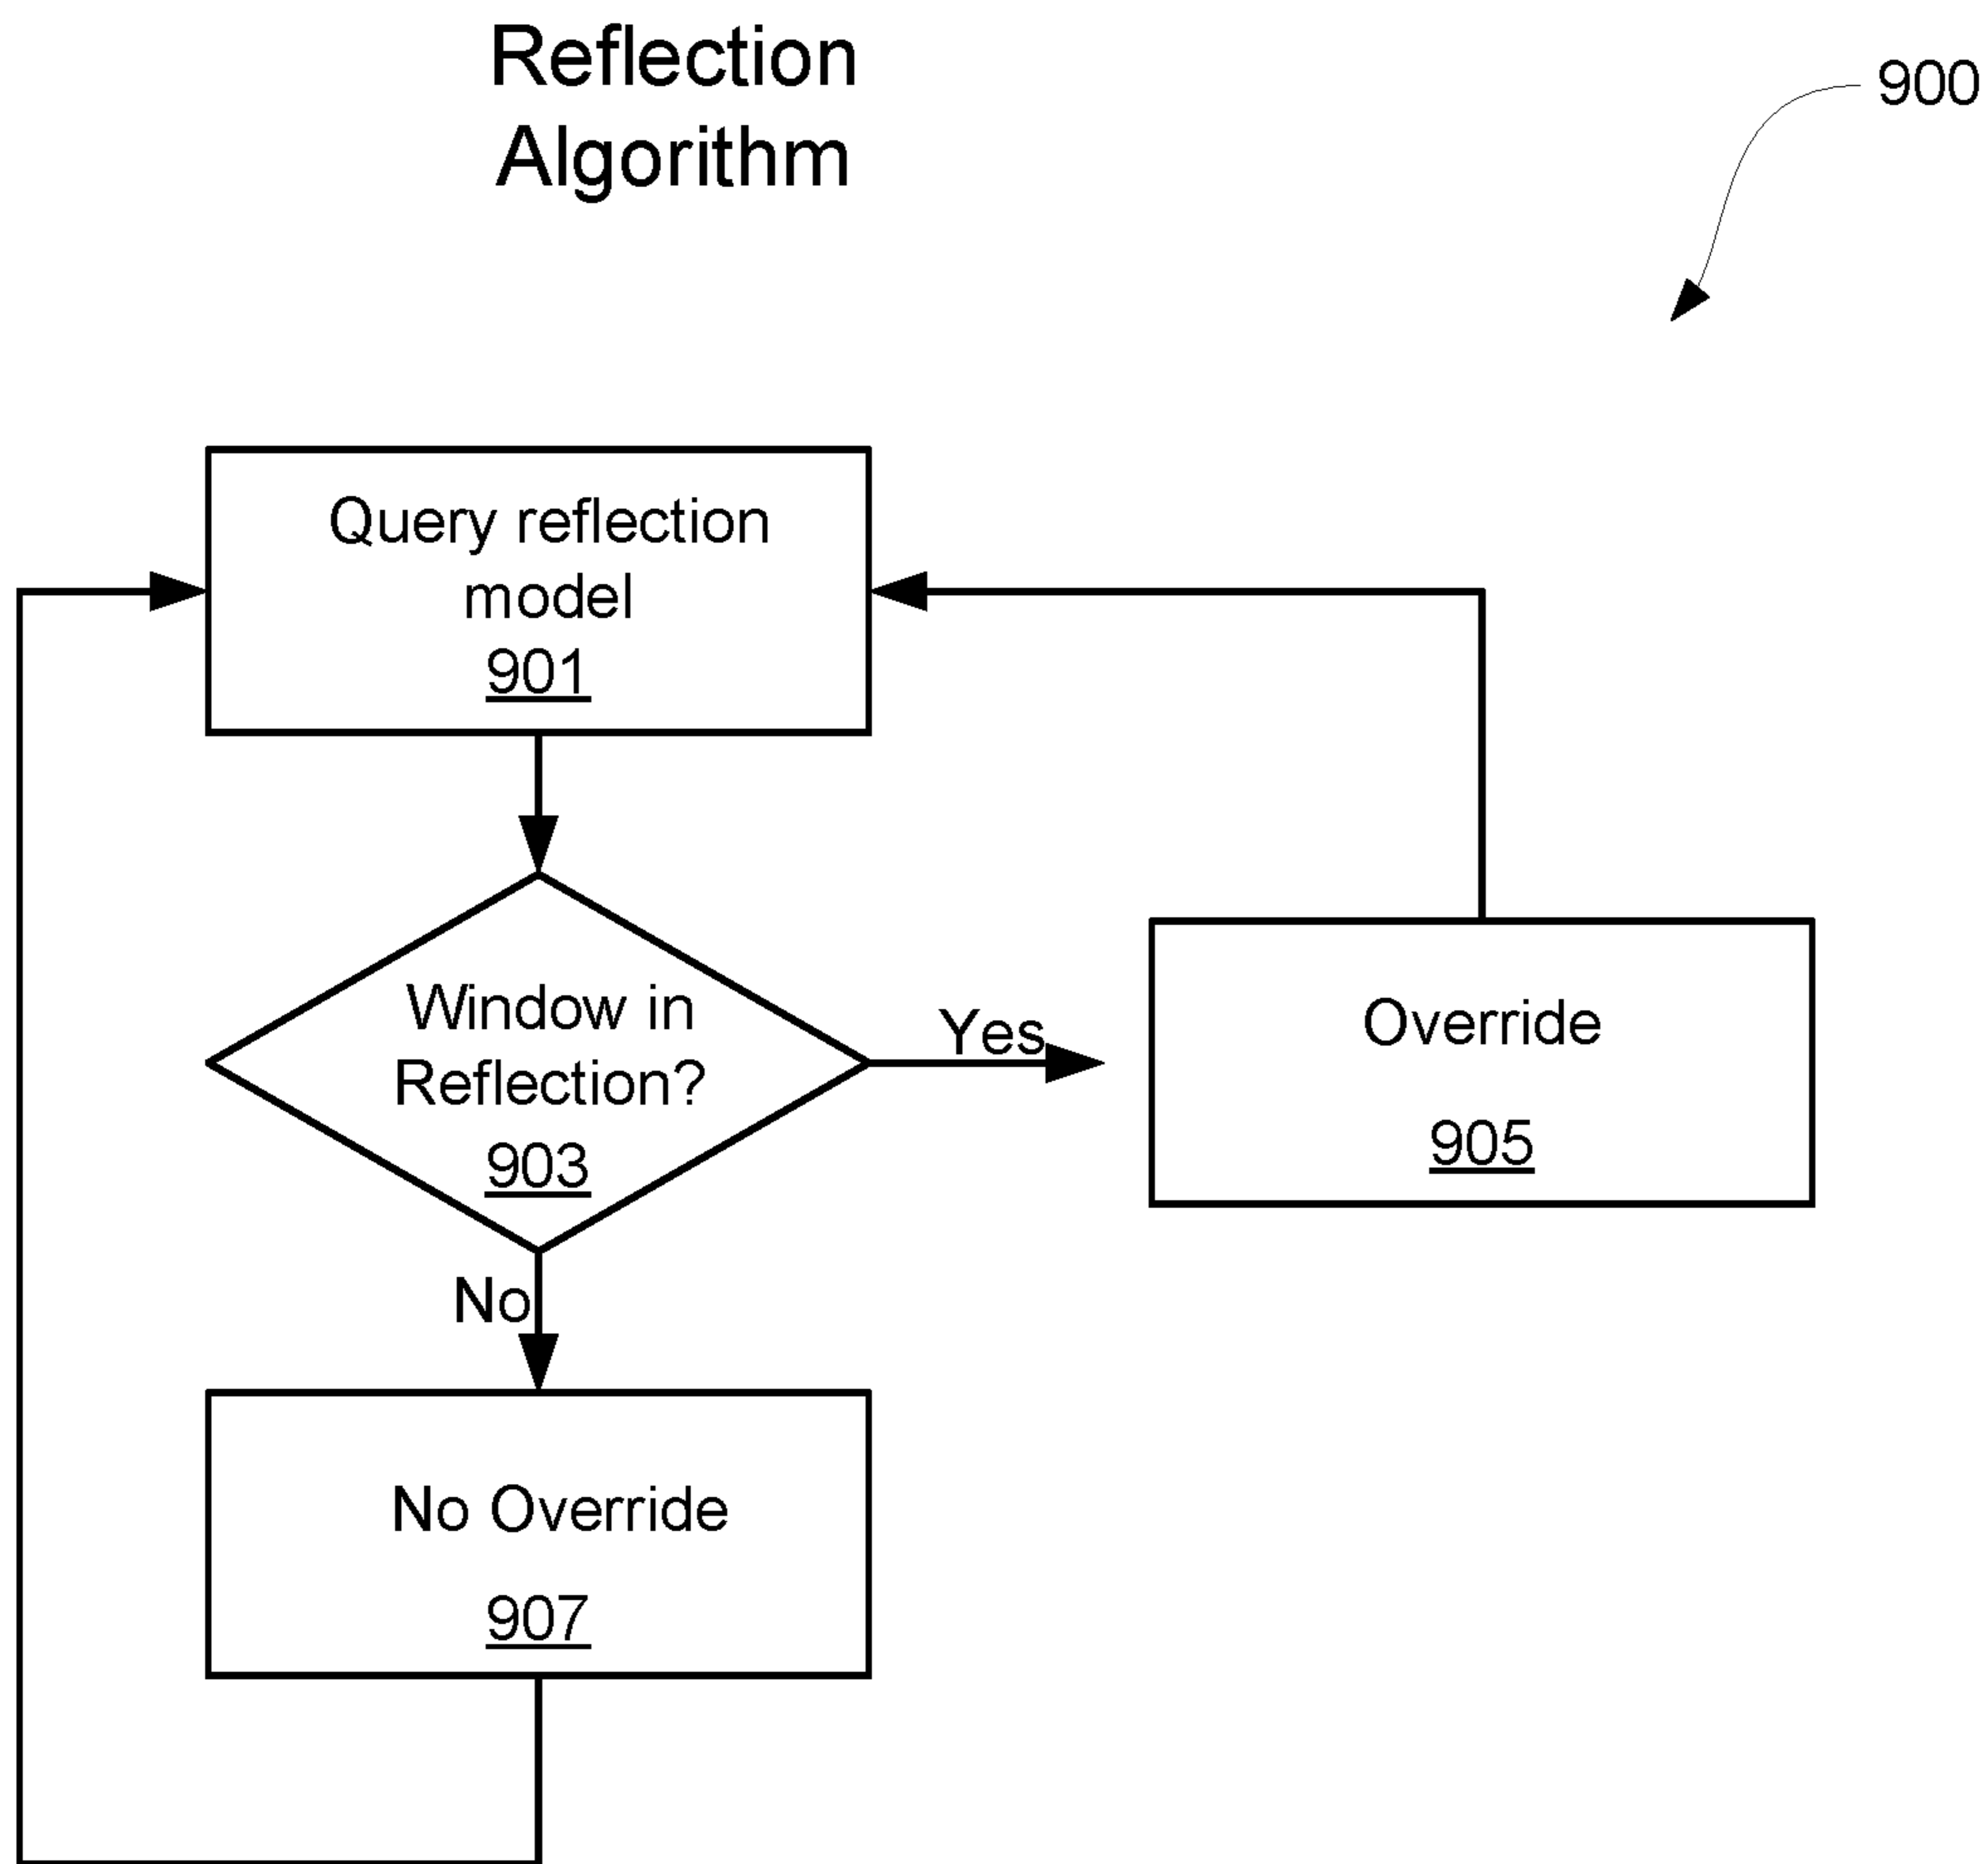 Reflection
Algorithm
900
Query reflection
model
901
Window in
Reflection?
903
Yes
Override
905
No
No Override
907